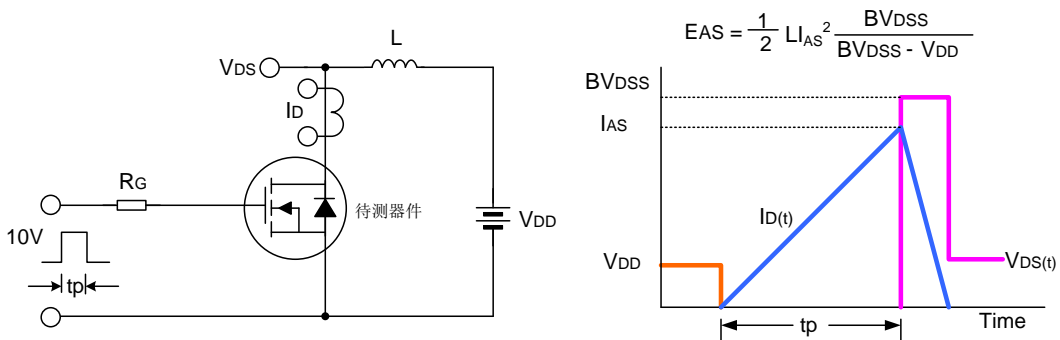 VDS
L
ID
RG
待测器件
VDD
10V
tp
EAS = 1/2 LIAS² BVDSS/(BVDSS - VDD)
BVDSS
IAS
ID(t)
VDD
VDS(t)
tp
Time